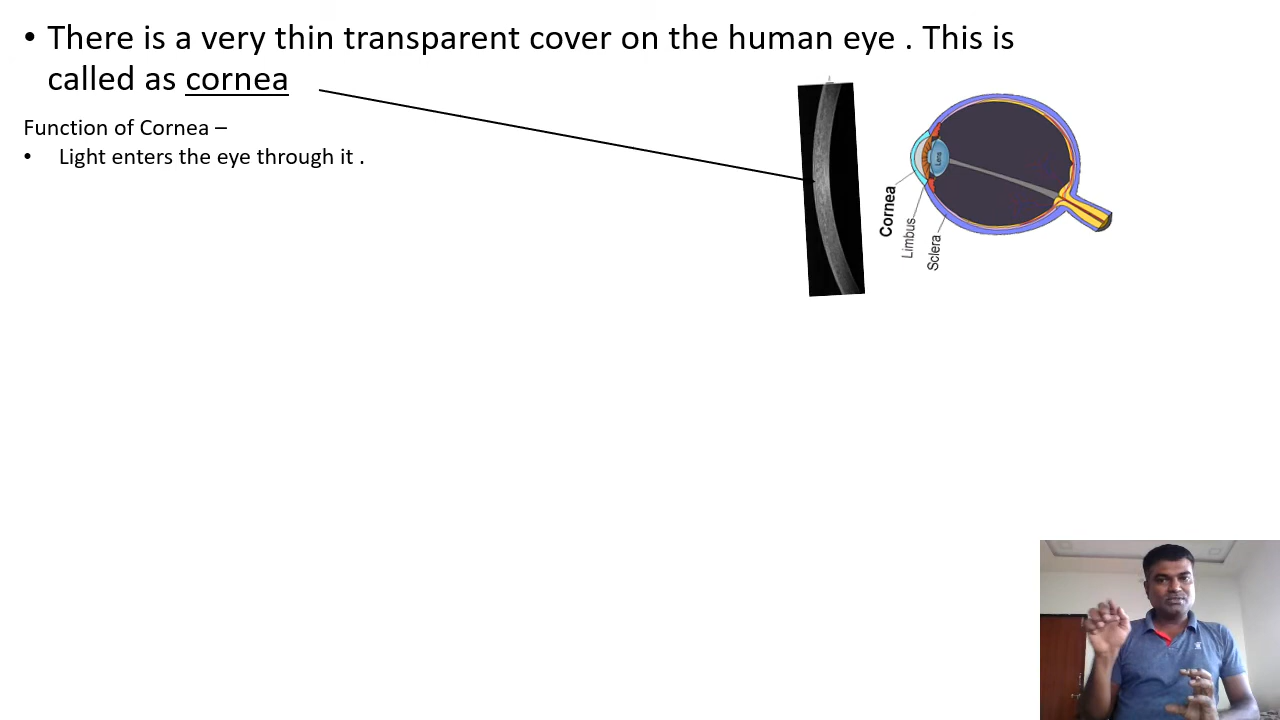 • There is a very thin transparent cover on the human eye . This is
called as cornea
Function of Cornea –
• Light enters the eye through it .
Lens
Cornea
Limbus
Sclera